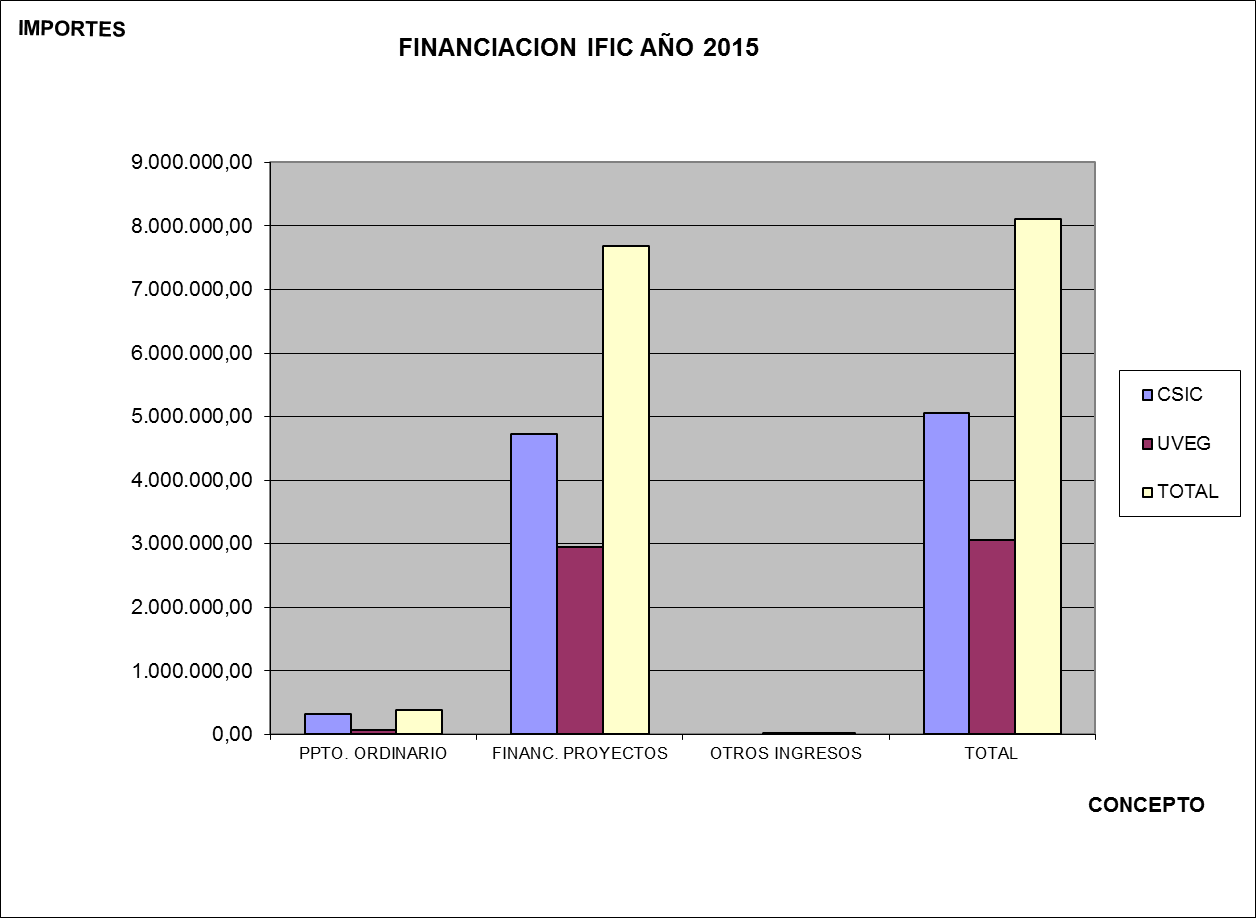 IMPORTES
FINANCIACION IFIC AÑO 2015
9.000.000,00
8.000.000,00
7.000.000,00
6.000.000,00
5.000.000,00
4.000.000,00
3.000.000,00
2.000.000,00
1.000.000,00
0,00
PPTO. ORDINARIO
FINANC. PROYECTOS
OTROS INGRESOS
TOTAL
CONCEPTO
CSIC
UVEG
TOTAL